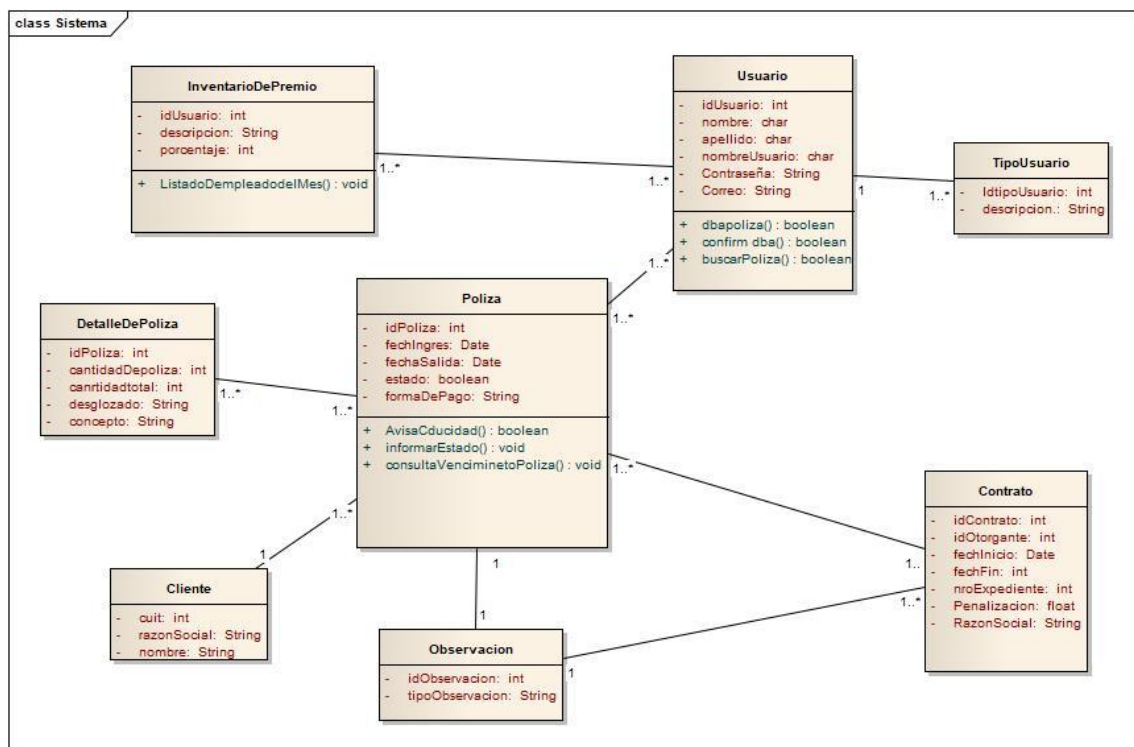 class Sistema
InventarioDePremio
- idUsuario: int
- descripcion: String
- porcentaje: int
+ ListadoDempleadodelMes() : void
1..*
Usuario
- idUsuario: int
- nombre: char
- apellido: char
- nombreUsuario: char
- Contraseña: String
- Correo: String
+ dbapoliza() : boolean
+ confirm dba() : boolean
+ buscarPoliza() : boolean
1..*
1
1..*
TipoUsuario
- IdtipoUsuario: int
- descripcion.: String
1..*
1..*
DetalleDePoliza
- idPoliza: int
- cantidadDepoliza: int
- canrtidadtotal: int
- desglozado: String
- concepto: String
1..*
1..*
Poliza
- idPoliza: int
- fechIngres: Date
- fechaSalida: Date
- estado: boolean
- formaDePago: String
+ AvisaCducidad() : boolean
+ informarEstado() : void
+ consultaVenciminetoPoliza() : void
1..*
1..*
1
1
Cliente
- cuit: int
- razonSocial: String
- nombre: String
1
Observacion
- idObservacion: int
- tipoObservacion: String
1
Contrato
- idContrato: int
- idOtorgante: int
- fechInicio: Date
- fechFin: int
- nroExpediente: int
- Penalizacion: float
- RazonSocial: String
1..
1..*